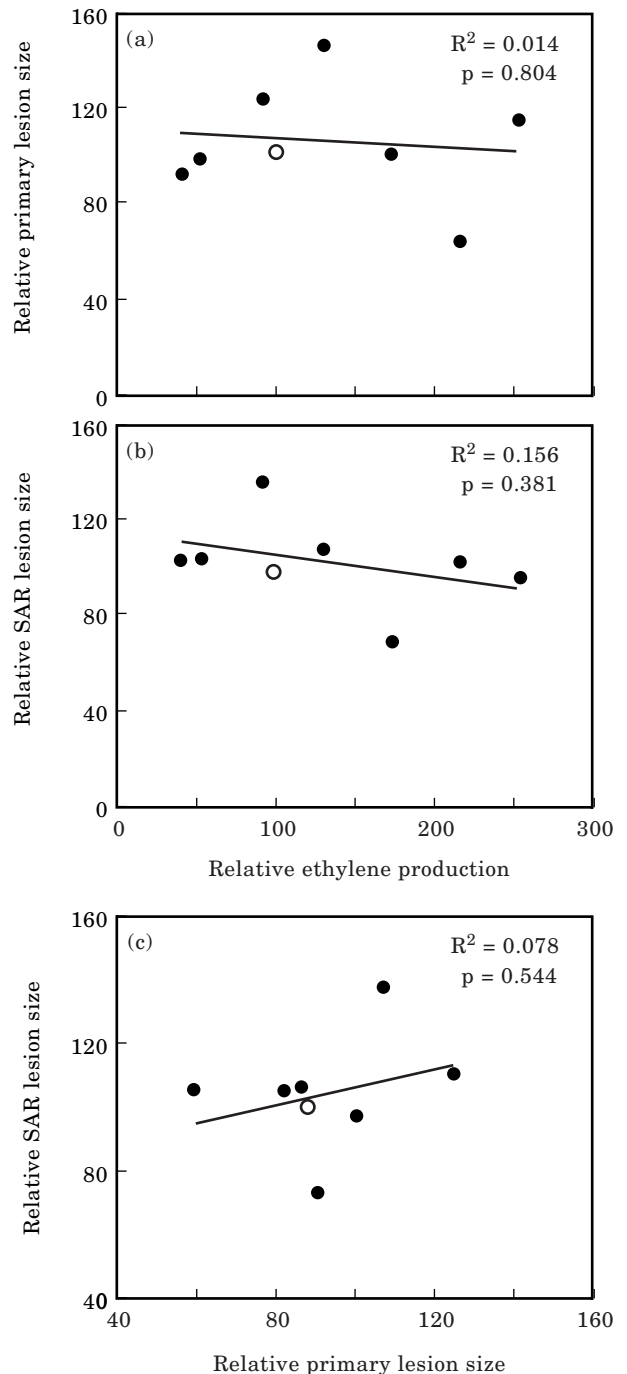 160
(a)
R² = 0.014
p = 0.804
120
80
40
0
Relative primary lesion size
160
(b)
R² = 0.156
p = 0.381
120
80
40
0
Relative SAR lesion size
0 100 200 300
Relative ethylene production
160
(c)
R² = 0.078
p = 0.544
120
80
40
Relative SAR lesion size
40 80 120 160
Relative primary lesion size